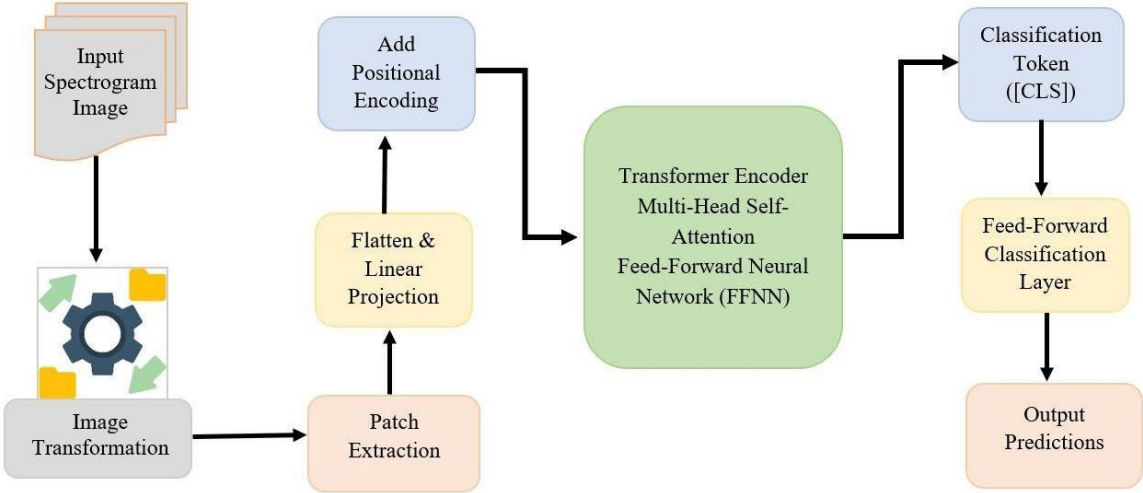 Input
Spectrogram
Image
Image
Transformation
Patch
Extraction
Flatten &
Linear
Projection
Add
Positional
Encoding
Transformer Encoder
Multi-Head Self-
Attention
Feed-Forward Neural
Network (FFNN)
Classification
Token
([CLS])
Feed-Forward
Classification
Layer
Output
Predictions